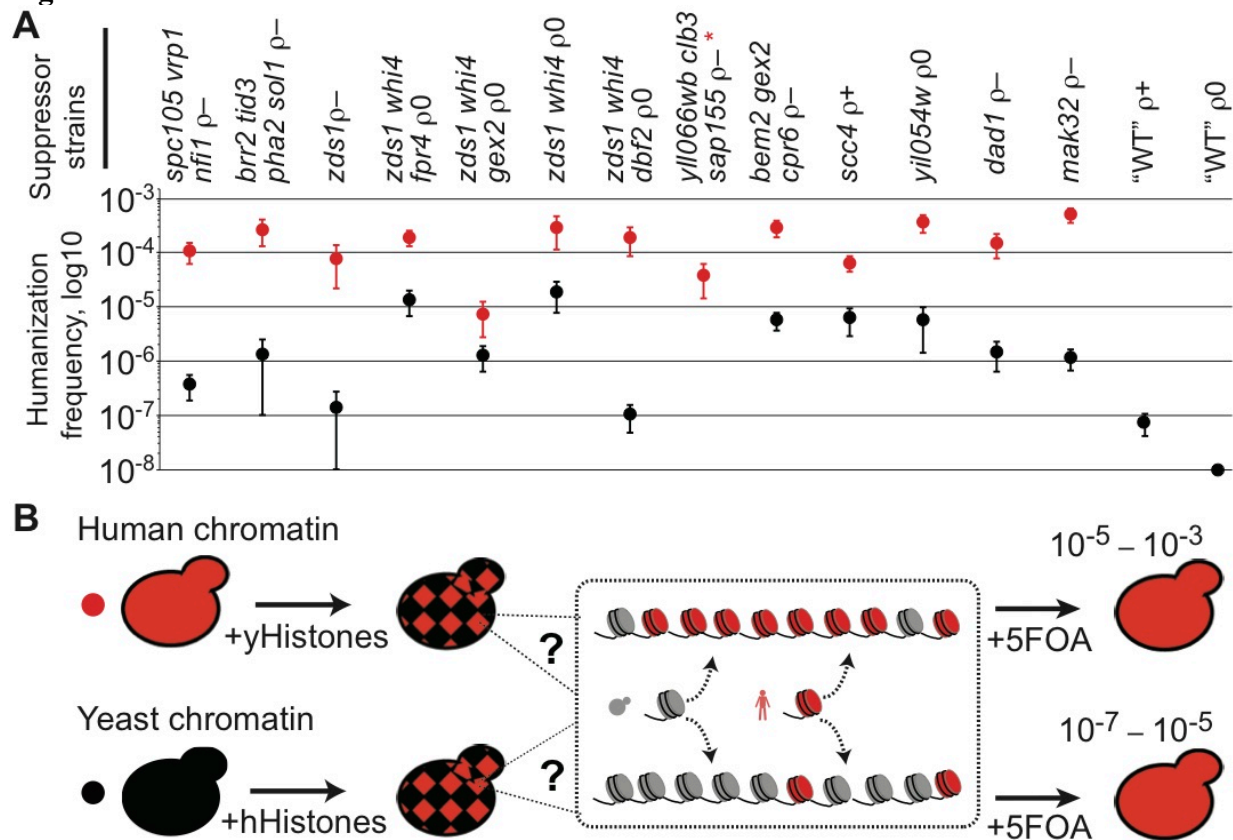 A
Suppressor
strains
spc105 vrp1
nfi1 ρ–
brr2 tid3
pha2 sol1 ρ–
zds1ρ–
zds1 whi4
fpr4 ρ0
zds1 whi4
gex2 ρ0
zds1 whi4 ρ0
zds1 whi4
dbf2 ρ0
yll066wb clb3
sap155 ρ–*
bem2 gex2
cpr6 ρ–
scc4 ρ+
yil054w ρ0
dad1 ρ–
mak32 ρ–
“WT” ρ+
“WT” ρ0
Humanization
frequency, log10
10⁻³
10⁻⁴
10⁻⁵
10⁻⁶
10⁻⁷
10⁻⁸
B
Human chromatin
+yHistones
?
10⁻⁵ – 10⁻³
+5FOA
Yeast chromatin
+hHistones
?
10⁻⁷ – 10⁻⁵
+5FOA